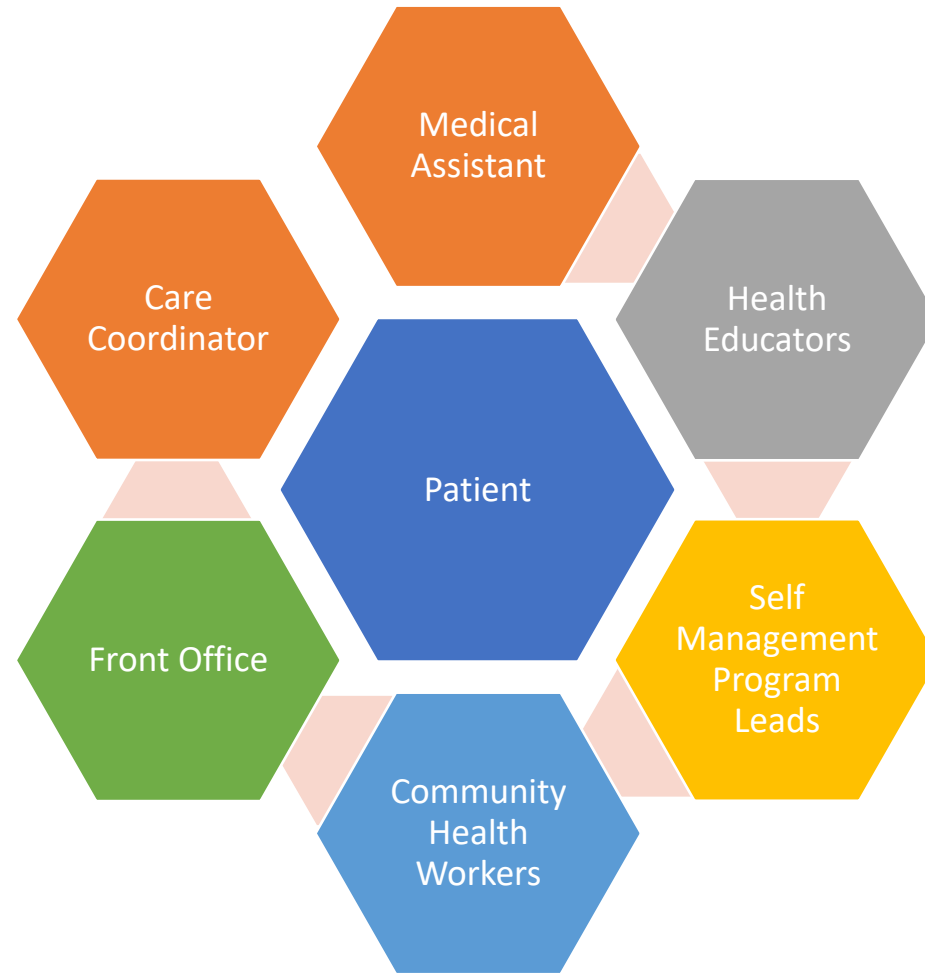 Medical
Assistant
Care
Coordinator
Health
Educators
Patient
Front Office
Self
Management
Program
Leads
Community
Health
Workers